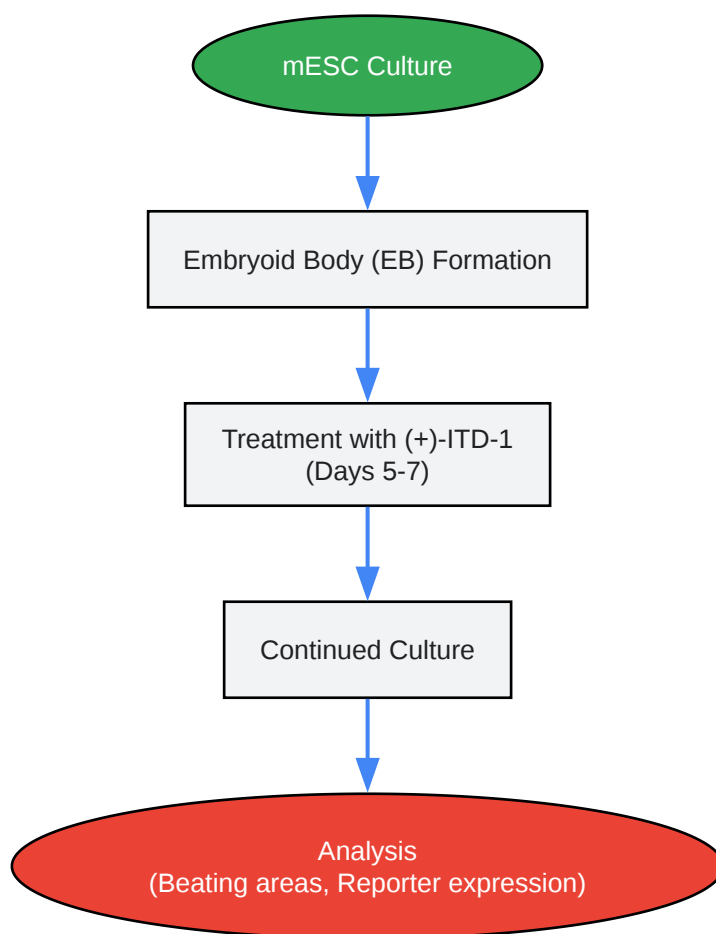 mESC Culture
Embryoid Body (EB) Formation
Treatment with (+)-ITD-1
(Days 5-7)
Continued Culture
Analysis
(Beating areas, Reporter expression)